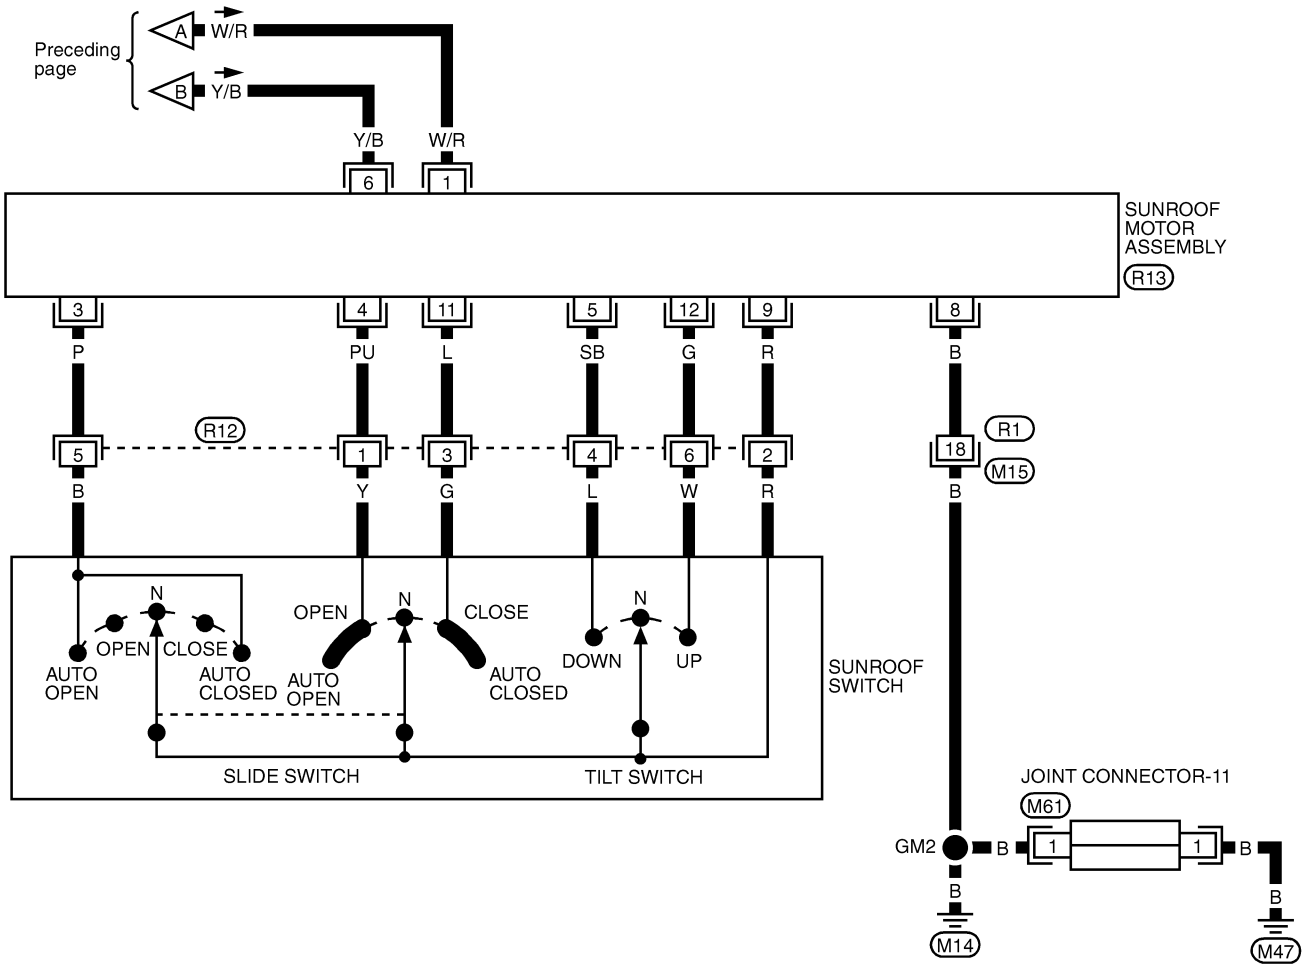 Preceding
page
A W/R
B Y/B
Y/B W/R
6 1
SUNROOF
MOTOR
ASSEMBLY
R13
3 4 11 5 12 9 8
P PU L SB G R B
R12 R1
5 1 3 4 6 2 18
M15
B Y G L W R B
N
OPEN N CLOSE N
OPEN CLOSE
DOWN UP
AUTO
OPEN
AUTO
CLOSED
AUTO
OPEN
AUTO
CLOSED
SUNROOF
SWITCH
SLIDE SWITCH TILT SWITCH
JOINT CONNECTOR-11
M61
GM2 B 1 1 B
B B
M14 M47